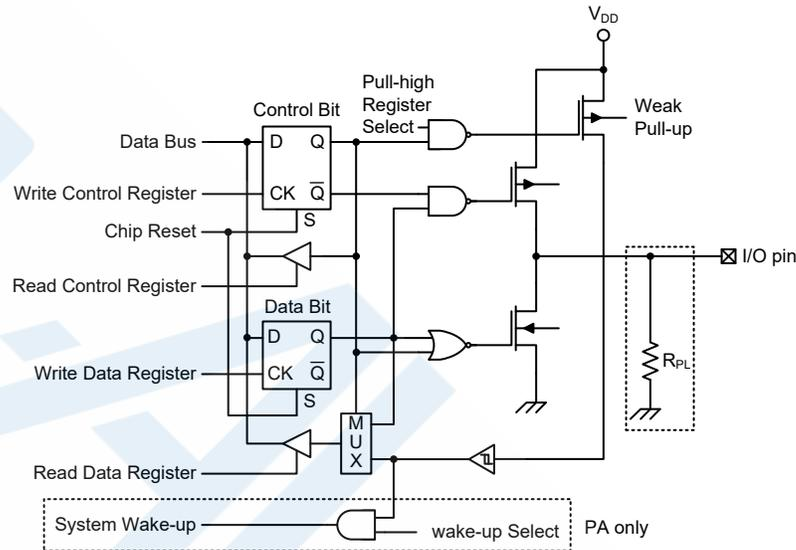 VDD
Pull-high
Register
Select
Control Bit
Weak
Pull-up
Data Bus
D
Q
Write Control Register
CK
Q
S
Chip Reset
I/O pin
Read Control Register
Data Bit
D
Q
RPL
Write Data Register
CK
Q
S
M
U
X
Read Data Register
System Wake-up
wake-up Select
PA only